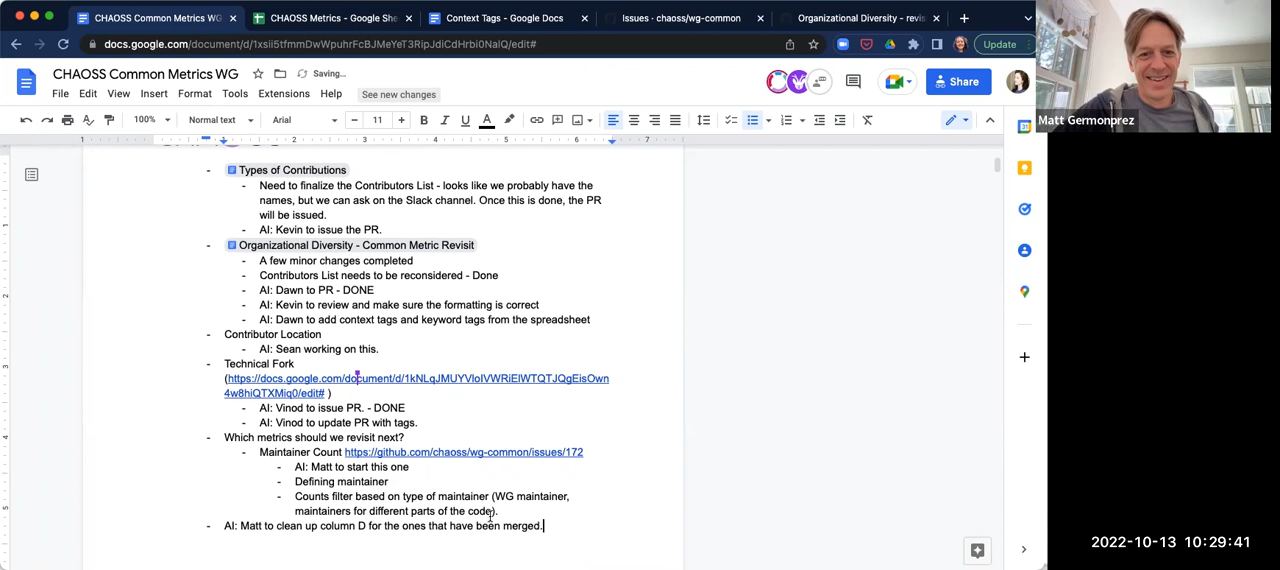 CHAOSS Common Metrics WG
CHAOSS Metrics - Google She
Context Tags - Google Docs
Issues · chaoss/wg-common
Organizational Diversity - revis
docs.google.com/document/d/1xsii5tfmmDwWpuhrFcBJMeYeT3RipJdiCdHrbi0NalQ/edit#
Update
CHAOSS Common Metrics WG
Saving...
File Edit View Insert Format Tools Extensions Help
See new changes
Share
100% Normal text Arial 11 B I U A
1 1 2 3 4 5 6 7
- Types of Contributions
- Need to finalize the Contributors List - looks like we probably have the
names, but we can ask on the Slack channel. Once this is done, the PR
will be issued.
- AI: Kevin to issue the PR.
- Organizational Diversity - Common Metric Revisit
- A few minor changes completed
- Contributors List needs to be reconsidered - Done
- AI: Dawn to PR - DONE
- AI: Kevin to review and make sure the formatting is correct
- AI: Dawn to add context tags and keyword tags from the spreadsheet
- Contributor Location
- AI: Sean working on this.
- Technical Fork
(https://docs.google.com/document/d/1kNLqJMUYVloIVWRiElWTQTJQgEisOwn
4w8hiQTXMiq0/edit# )
- AI: Vinod to issue PR. - DONE
- AI: Vinod to update PR with tags.
- Which metrics should we revisit next?
- Maintainer Count https://github.com/chaoss/wg-common/issues/172
- AI: Matt to start this one
- Defining maintainer
- Counts filter based on type of maintainer (WG maintainer,
maintainers for different parts of the code).
- AI: Matt to clean up column D for the ones that have been merged.
Matt Germonprez
2022-10-13 10:29:41